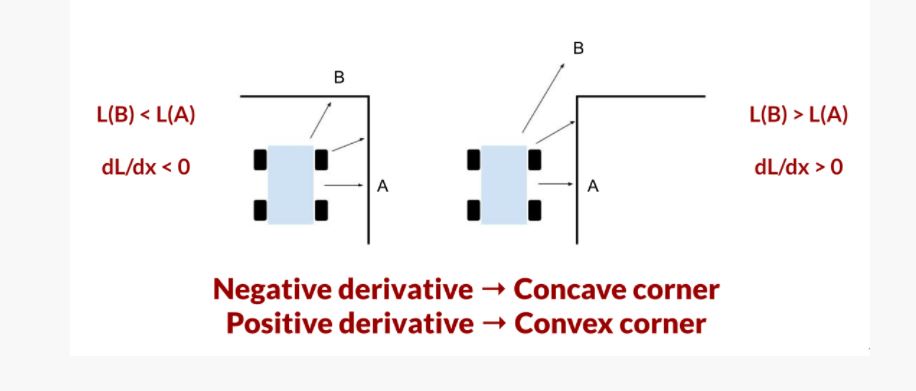 B
L(B) < L(A)
dL/dx < 0
A
B
L(B) > L(A)
dL/dx > 0
A
Negative derivative → Concave corner
Positive derivative → Convex corner